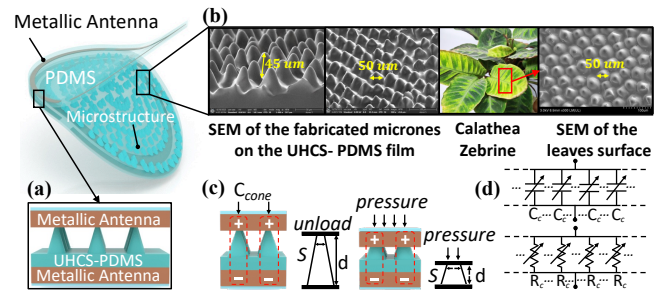 Metallic Antenna
PDMS
Microstructure
(a)
Metallic Antenna
UHCS-PDMS
Metallic Antenna
(b)
45 um
50 um
50 um
SEM of the fabricated micrones
on the UHCS- PDMS film
Calathea
Zebrine
SEM of the
leaves surface
(c)
C_cone
+ +
− −
unload
S
d
pressure
+ +
− −
pressure
S
d
(d)
... ... ... ... ...
C_c... C_c ... C_c ... C_c
... ... ... ... ...
R_c... R_c... R_c ... R_c